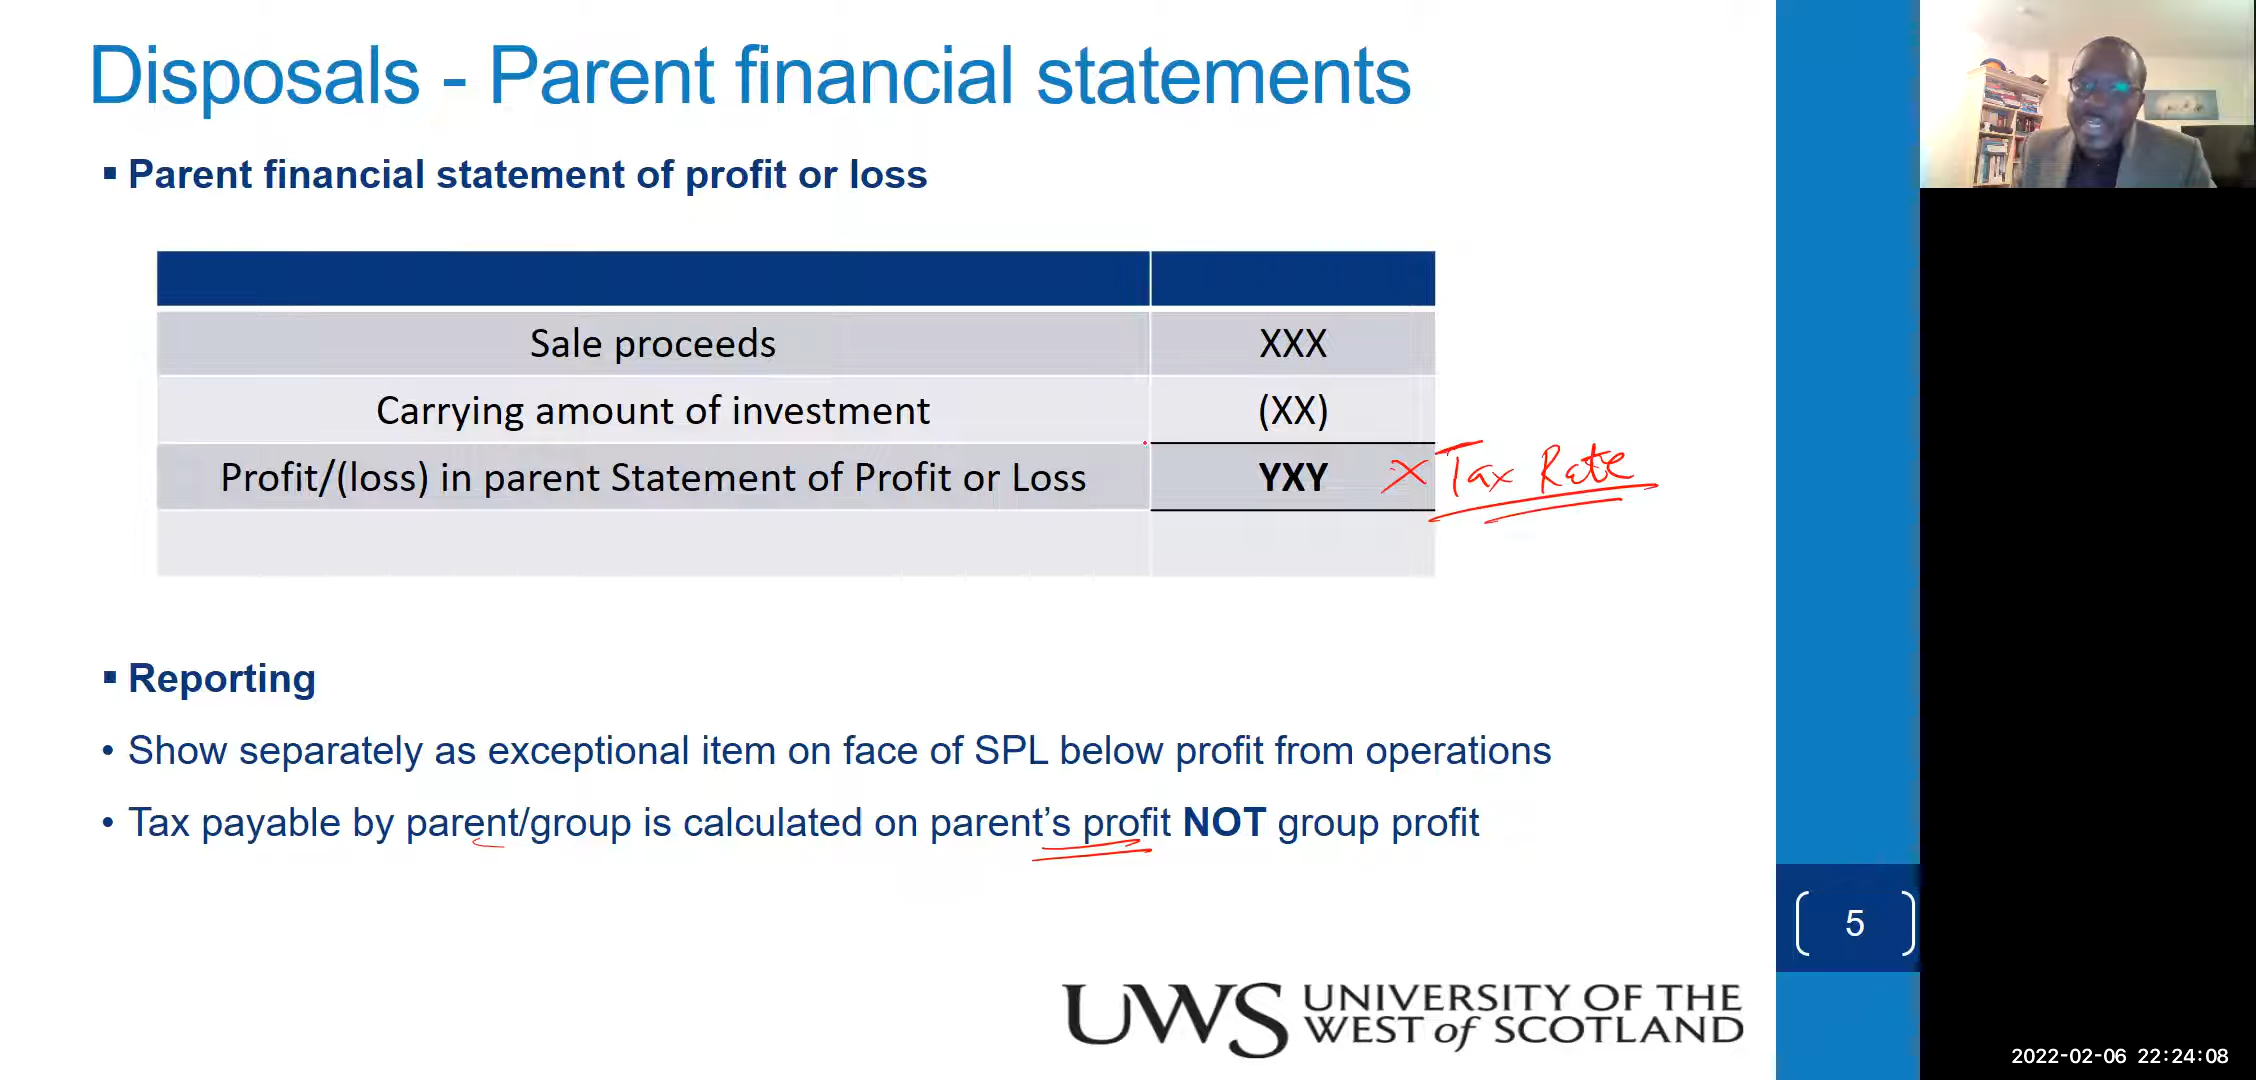 Disposals - Parent financial statements
▪ Parent financial statement of profit or loss
Sale proceeds XXX
Carrying amount of investment (XX)
Profit/(loss) in parent Statement of Profit or Loss YXY × Tax Rate
▪ Reporting
• Show separately as exceptional item on face of SPL below profit from operations
• Tax payable by parent/group is calculated on parent's profit NOT group profit
5
UWS UNIVERSITY OF THE
WEST of SCOTLAND
2022-02-06 22:24:08